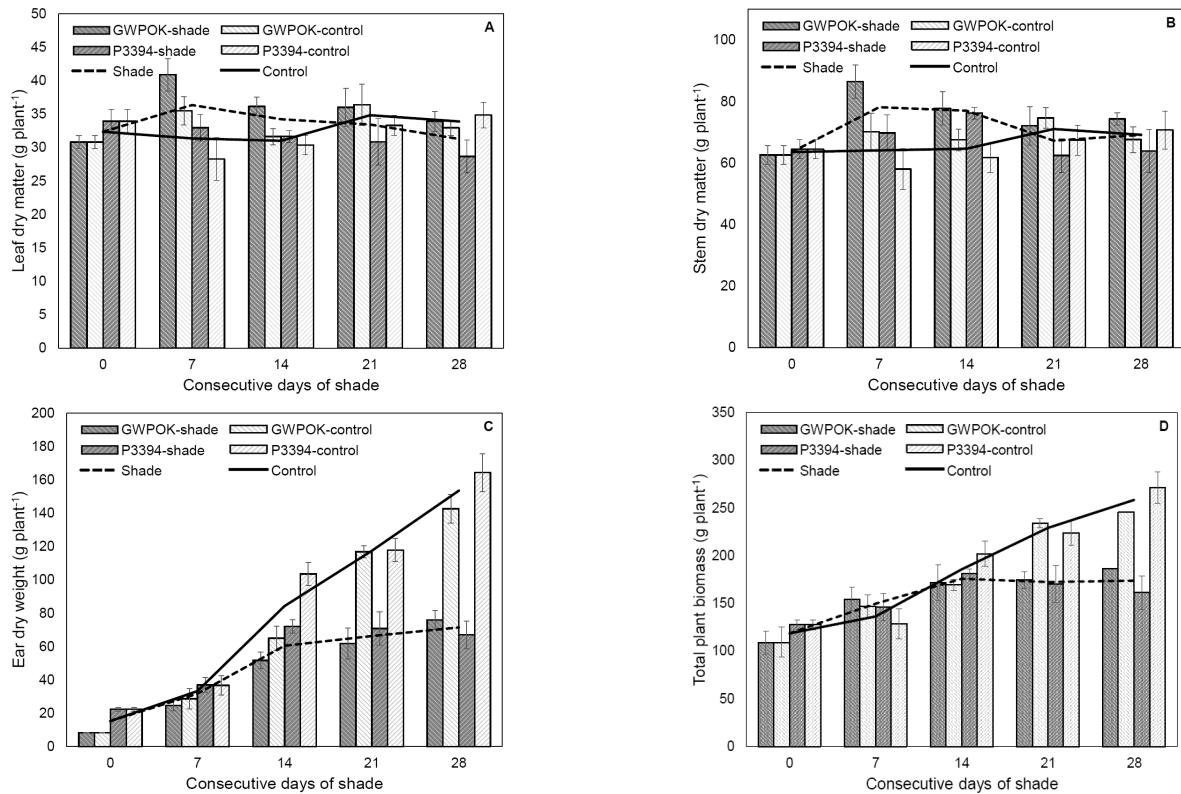 50
45
40
35
30
25
20
15
10
5
0
Leaf dry matter (g plant⁻¹)
GWPOK-shade GWPOK-control
P3394-shade P3394-control
Shade Control
A
0 7 14 21 28
Consecutive days of shade
100
80
60
40
20
0
Stem dry matter (g plant⁻¹)
GWPOK-shade GWPOK-control
P3394-shade P3394-control
Shade Control
B
0 7 14 21 28
Consecutive days of shade
200
180
160
140
120
100
80
60
40
20
0
Ear dry weight (g plant⁻¹)
GWPOK-shade GWPOK-control
P3394-shade P3394-control
Shade Control
C
0 7 14 21 28
Consecutive days of shade
350
300
250
200
150
100
50
0
Total plant biomass (g plant⁻¹)
GWPOK-shade GWPOK-control
P3394-shade P3394-control
Shade Control
D
0 7 14 21 28
Consecutive days of shade